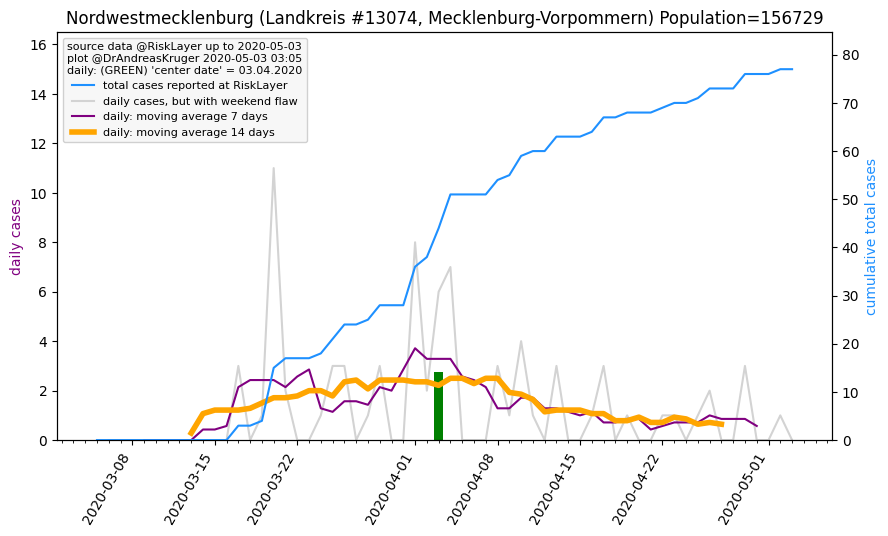 Nordwestmecklenburg (Landkreis #13074, Mecklenburg-Vorpommern) Population=156729
source data @RiskLayer up to 2020-05-03
plot @DrAndreasKruger 2020-05-03 03:05
daily: (GREEN) 'center date' = 03.04.2020
total cases reported at RiskLayer
daily cases, but with weekend flaw
daily: moving average 7 days
daily: moving average 14 days
daily cases
16
14
12
10
8
6
4
2
0
80
70
60
50
40
30
20
10
0
cumulative total cases
2020-03-08
2020-03-15
2020-03-22
2020-04-01
2020-04-08
2020-04-15
2020-04-22
2020-05-01